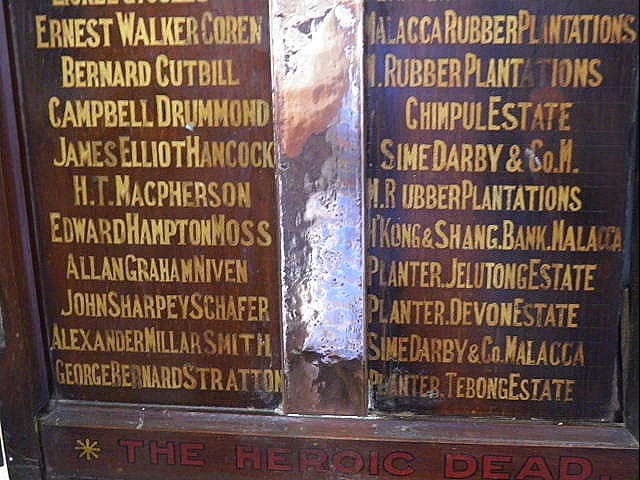 ERNEST WALKER COREN MALACCA RUBBER PLANTATIONS
BERNARD CUTBILL M. RUBBER PLANTATIONS
CAMPBELL DRUMMOND CHIMPUL ESTATE
JAMES ELLIOT HANCOCK SIME DARBY & Co. M.
H.T. MACPHERSON M. RUBBER PLANTATIONS
EDWARD HAMPTON MOSS H'KONG & SHANG. BANK. MALACCA
ALLAN GRAHAM NIVEN PLANTER. JELUTONG ESTATE
JOHN SHARPEY SCHAFER PLANTER. DEVON ESTATE
ALEXANDER MILLAR SMITH SIME DARBY & Co. MALACCA
GEORGE BERNARD STRATTON PLANTER. TEBONG ESTATE
* THE HEROIC DEAD.